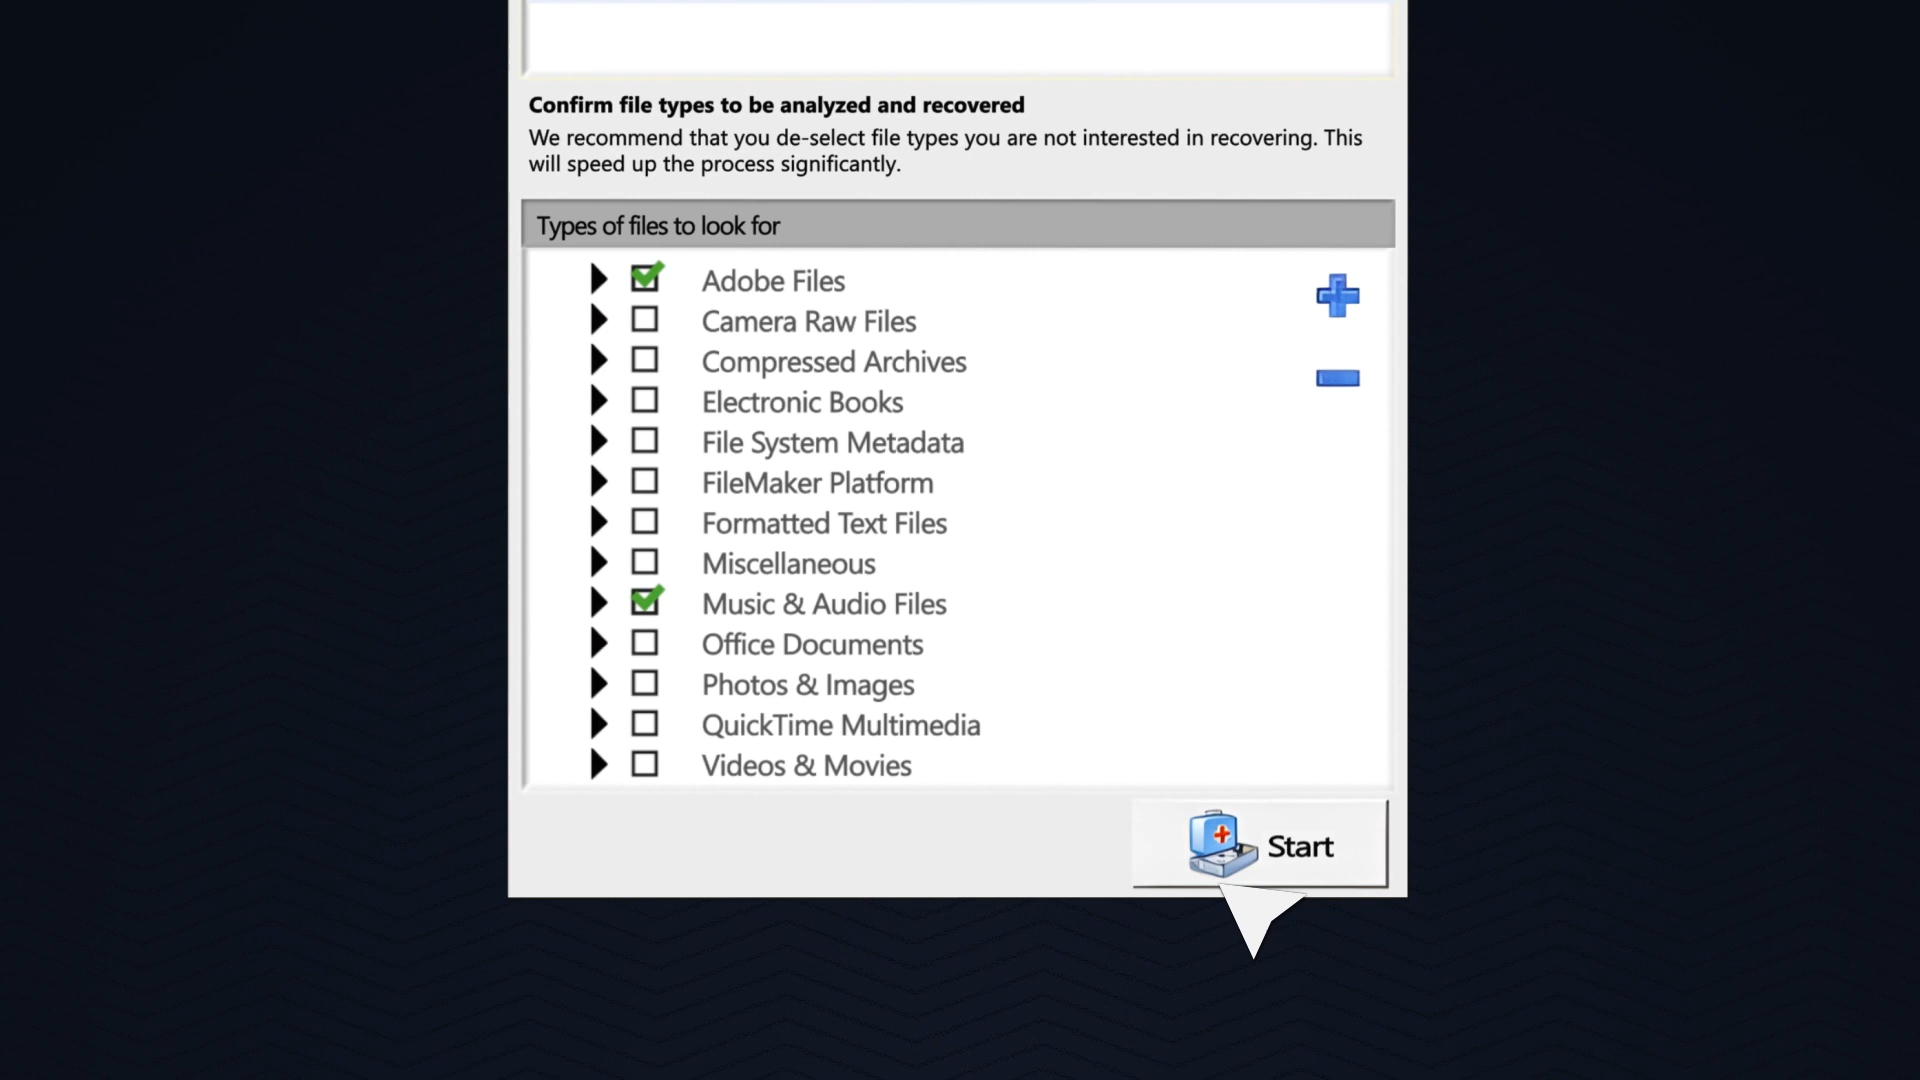 Confirm file types to be analyzed and recovered
We recommend that you de-select file types you are not interested in recovering. This
will speed up the process significantly.
Types of files to look for
Adobe Files
Camera Raw Files
Compressed Archives
Electronic Books
File System Metadata
FileMaker Platform
Formatted Text Files
Miscellaneous
Music & Audio Files
Office Documents
Photos & Images
QuickTime Multimedia
Videos & Movies
Start